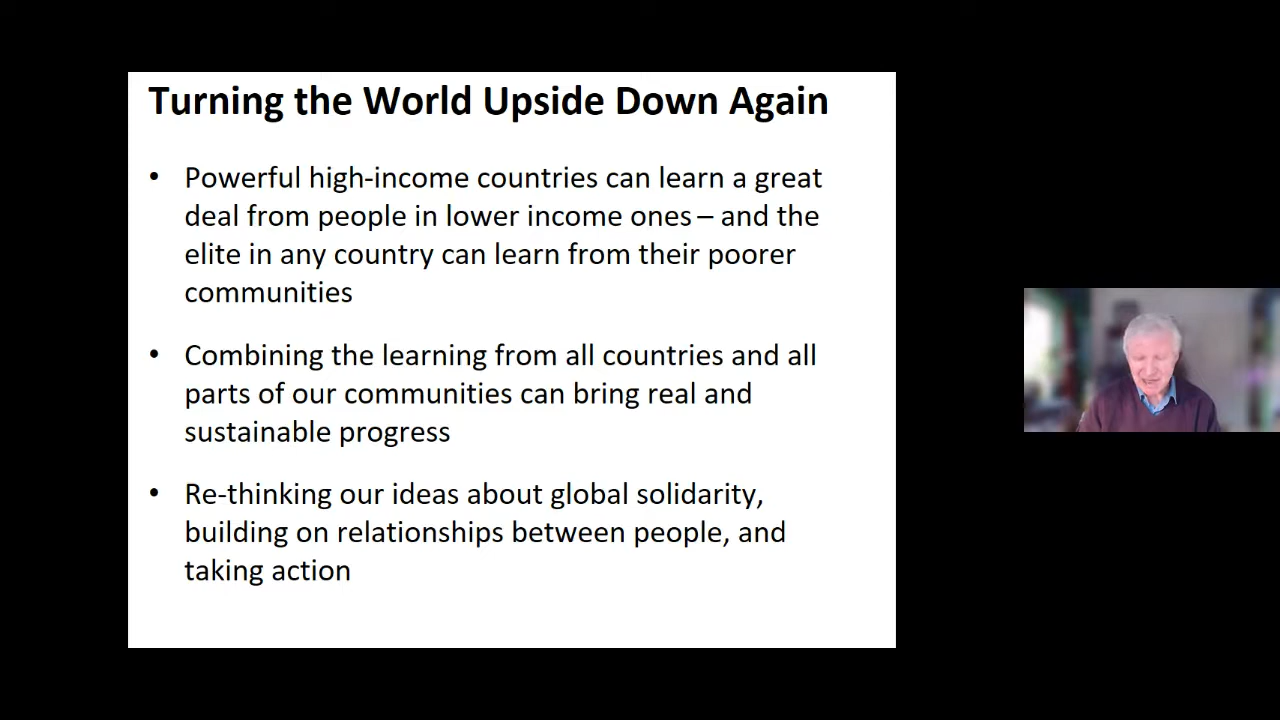 Turning the World Upside Down Again
• Powerful high-income countries can learn a great
deal from people in lower income ones – and the
elite in any country can learn from their poorer
communities
• Combining the learning from all countries and all
parts of our communities can bring real and
sustainable progress
• Re-thinking our ideas about global solidarity,
building on relationships between people, and
taking action